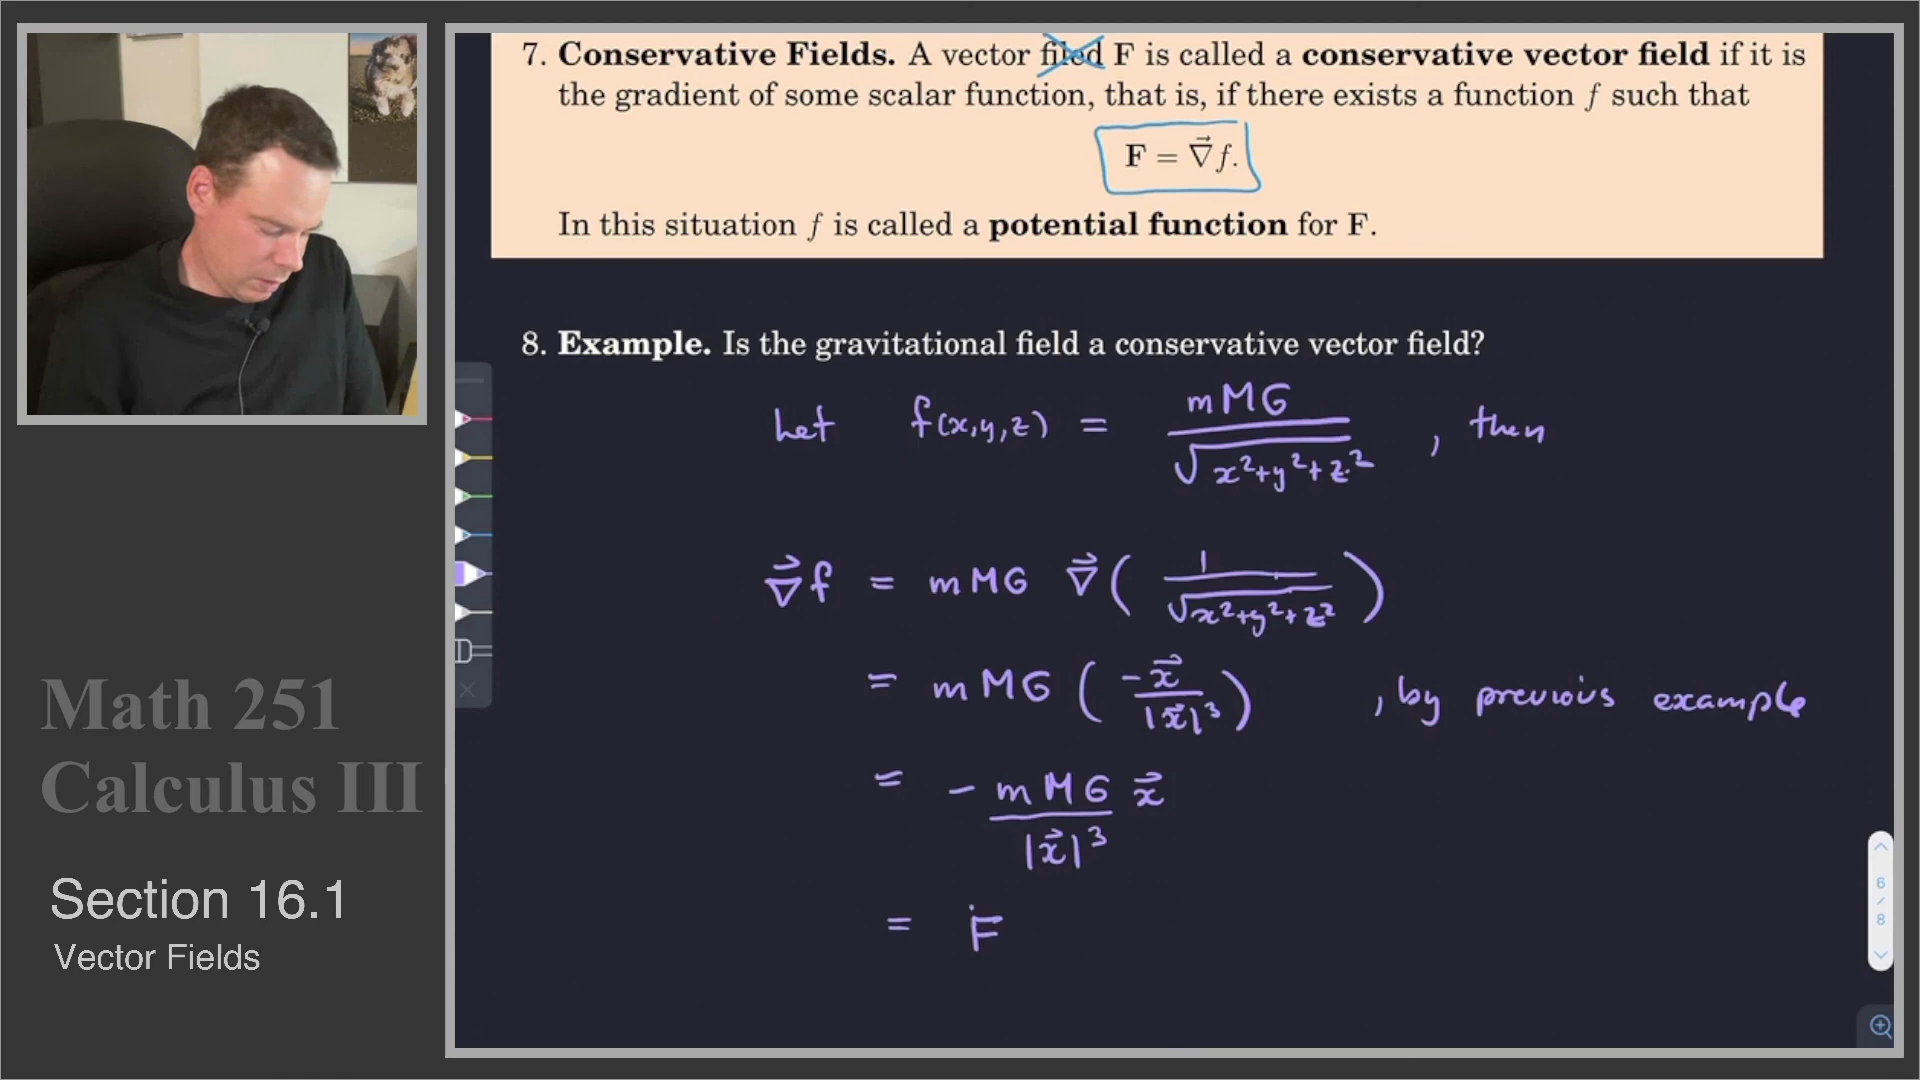 7. Conservative Fields. A vector filed F is called a conservative vector field if it is
the gradient of some scalar function, that is, if there exists a function f such that
F = ∇⃗f.
In this situation f is called a potential function for F.
8. Example. Is the gravitational field a conservative vector field?
Let f(x,y,z) = mMG / √(x²+y²+z²) , then
∇⃗f = mMG ∇⃗( 1 / √(x²+y²+z²) )
= mMG ( -x⃗ / |x⃗|³ ) , by previous example
= - mMG x⃗ / |x⃗|³
= F
Math 251
Calculus III
Section 16.1
Vector Fields
6
/
8